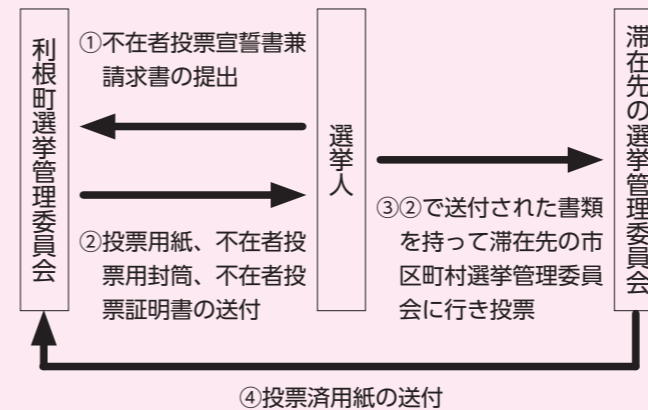 利根町選挙管理委員会
①不在者投票宣誓書兼
請求書の提出
②投票用紙、不在者投
票用封筒、不在者投
票証明書の送付
選挙人
③②で送付された書類
を持って滞在先の市
区町村選挙管理委員
会に行き投票
滞在先の選挙管理委員会
④投票済用紙の送付